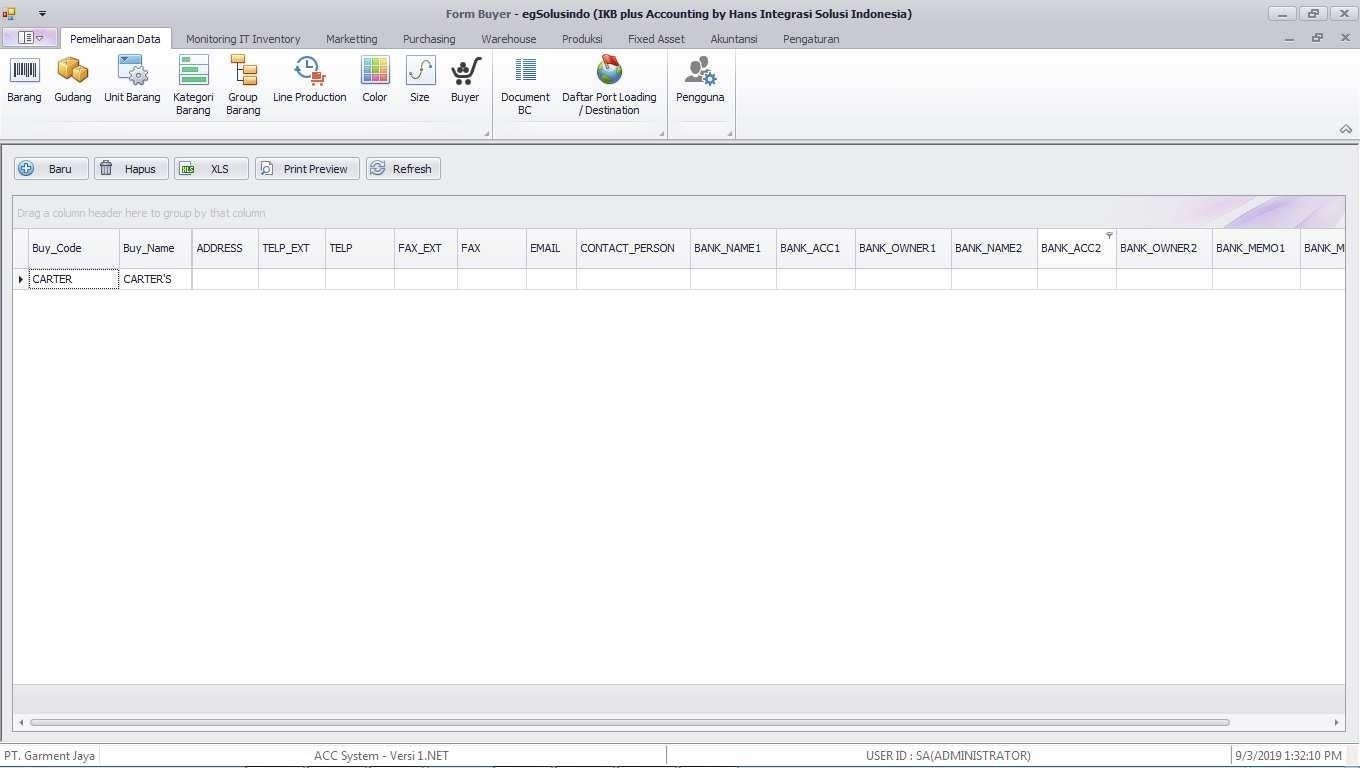 Form Buyer - egSolusindo (IKB plus Accounting by Hans Integrasi Solusi Indonesia)
Pemeliharaan Data Monitoring IT Inventory Marketting Purchasing Warehouse Produksi Fixed Asset Akuntansi Pengaturan
Barang Gudang Unit Barang Kategori Barang Group Barang Line Production Color Size Buyer Document BC Daftar Port Loading / Destination Pengguna
Baru Hapus XLS XLS Print Preview Refresh
Drag a column header here to group by that column
Buy_Code Buy_Name ADDRESS TELP_EXT TELP FAX_EXT FAX EMAIL CONTACT_PERSON BANK_NAME1 BANK_ACC1 BANK_OWNER1 BANK_NAME2 BANK_ACC2 BANK_OWNER2 BANK_MEMO1 BANK_M
CARTER CARTER'S
PT. Garment Jaya ACC System - Versi 1.NET USER ID : SA(ADMINISTRATOR) 9/3/2019 1:32:10 PM